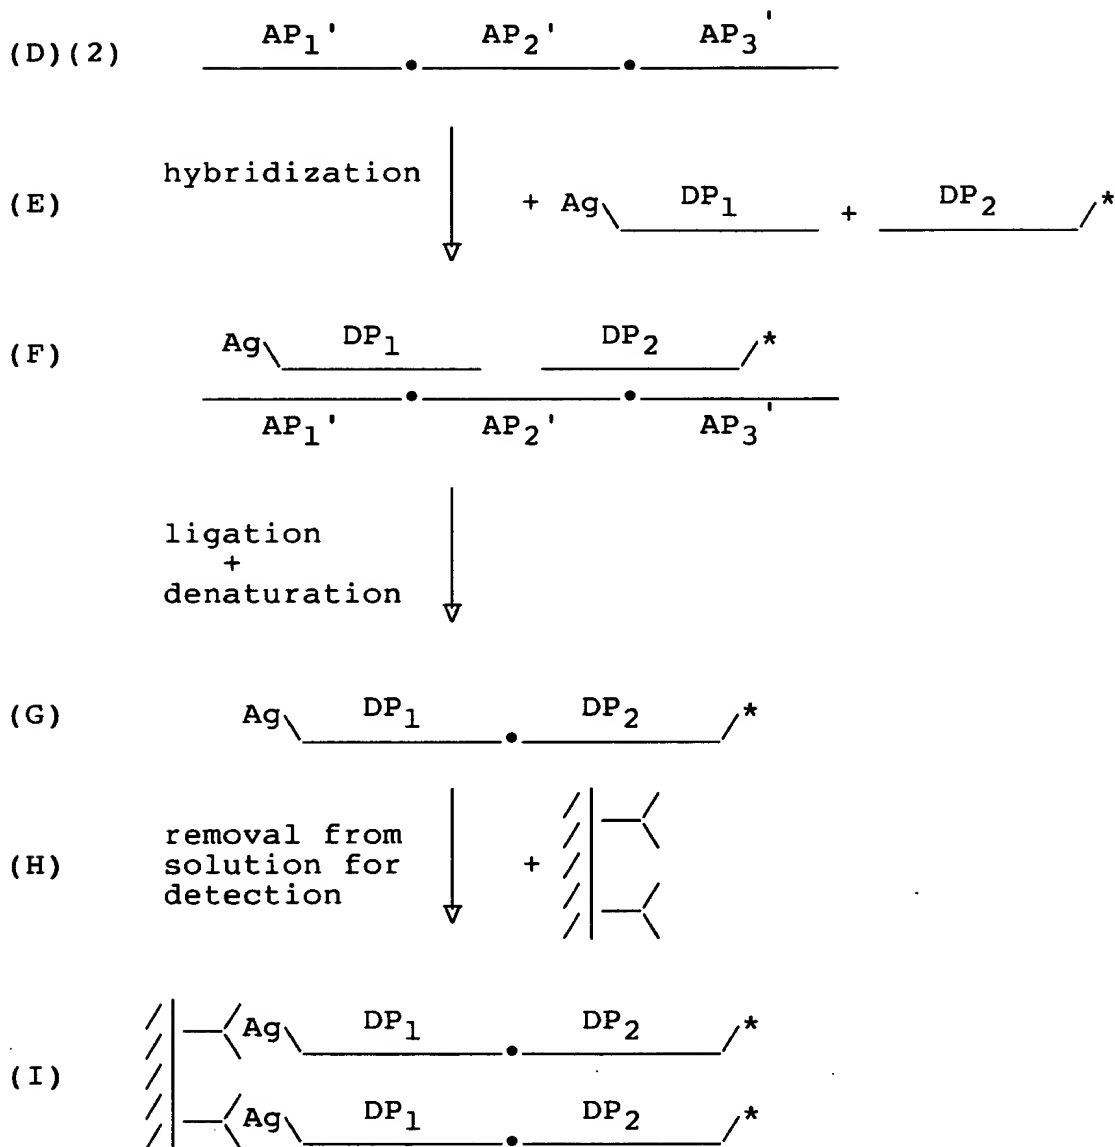 (D)(2) AP1' AP2' AP3'
hybridization
(E) + Ag DP1 + DP2 *
(F) Ag DP1 DP2 *
AP1' AP2' AP3'
ligation
+
denaturation
(G) Ag DP1 DP2 *
removal from
(H) solution for +
detection
Ag DP1 DP2 *
(I)
Ag DP1 DP2 *